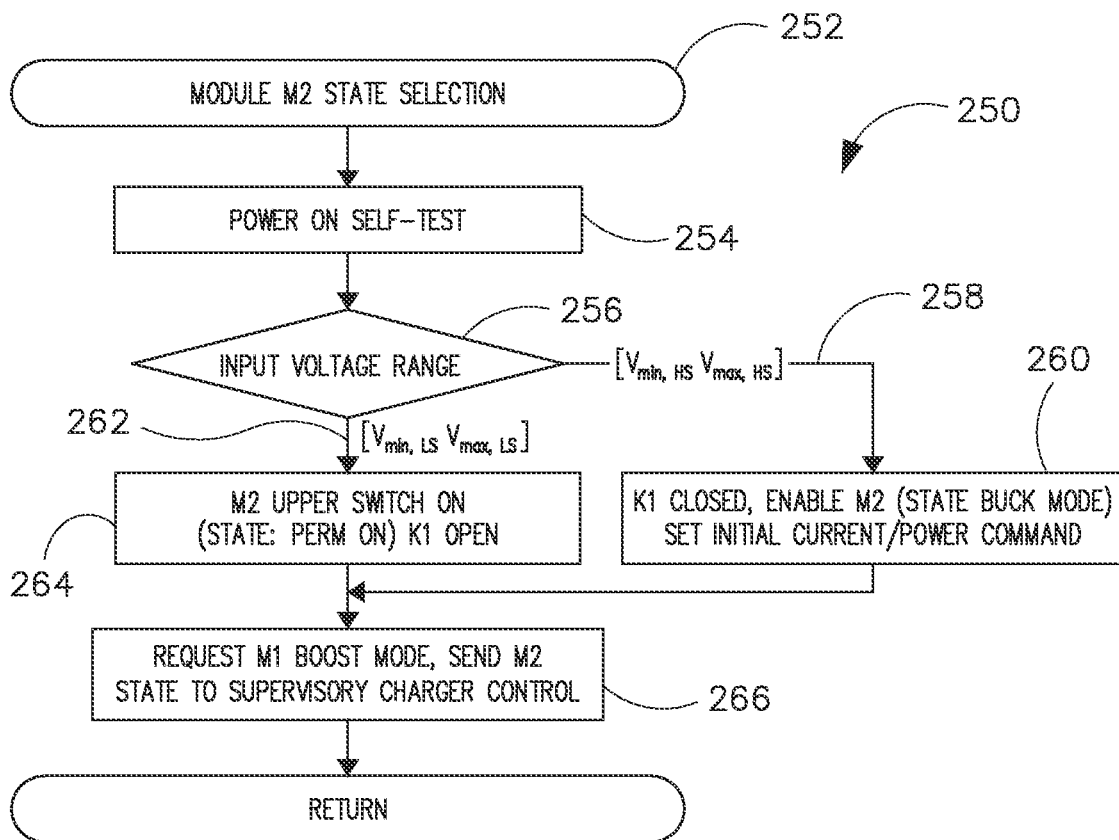 252
MODULE M2 STATE SELECTION
250
POWER ON SELF-TEST
254
256
258
INPUT VOLTAGE RANGE
[Vmin, HS Vmax, HS]
260
262
[Vmin, LS Vmax, LS]
M2 UPPER SWITCH ON
(STATE: PERM ON) K1 OPEN
K1 CLOSED, ENABLE M2 (STATE BUCK MODE)
SET INITIAL CURRENT/POWER COMMAND
264
REQUEST M1 BOOST MODE, SEND M2
STATE TO SUPERVISORY CHARGER CONTROL
266
RETURN